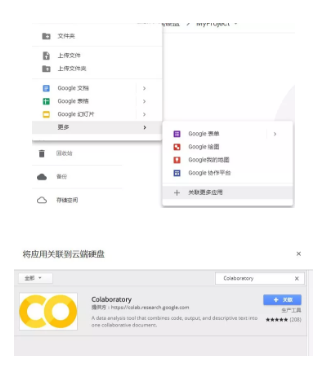 硬盘 > MyProject
文件夹
上传文件
上传文件夹
Google 文档 >
Google 表格 >
Google 幻灯片 >
更多 >
Google 表单 >
Google 绘图
Google我的地图
Google 协作平台
+ 关联更多应用
回收站
备份
存储空间
将应用关联到云端硬盘 ×
全部
Colaboratory ×
Colaboratory
提供方：https://colab.research.google.com
A data analysis tool that combines code, output, and descriptive text into
one collaborative document.
+ 关联
生产工具
★★★★★ (208)